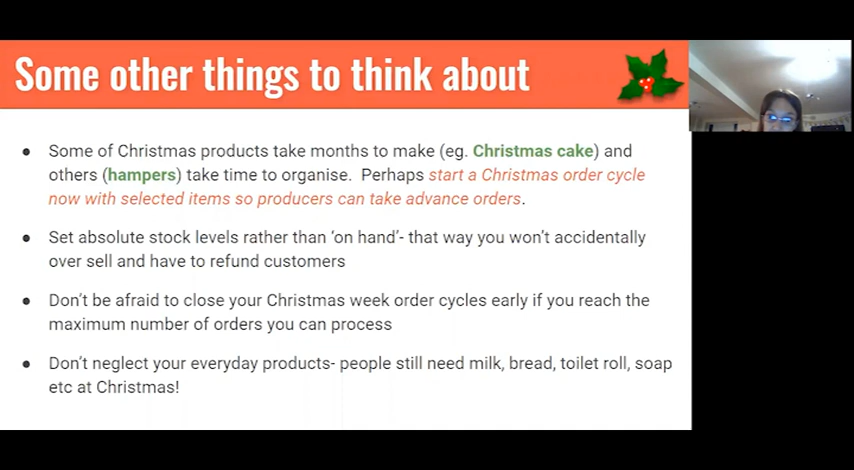 Some other things to think about
● Some of Christmas products take months to make (eg. Christmas cake) and
others (hampers) take time to organise. Perhaps start a Christmas order cycle
now with selected items so producers can take advance orders.
● Set absolute stock levels rather than ‘on hand’- that way you won’t accidentally
over sell and have to refund customers
● Don’t be afraid to close your Christmas week order cycles early if you reach the
maximum number of orders you can process
● Don’t neglect your everyday products- people still need milk, bread, toilet roll, soap
etc at Christmas!